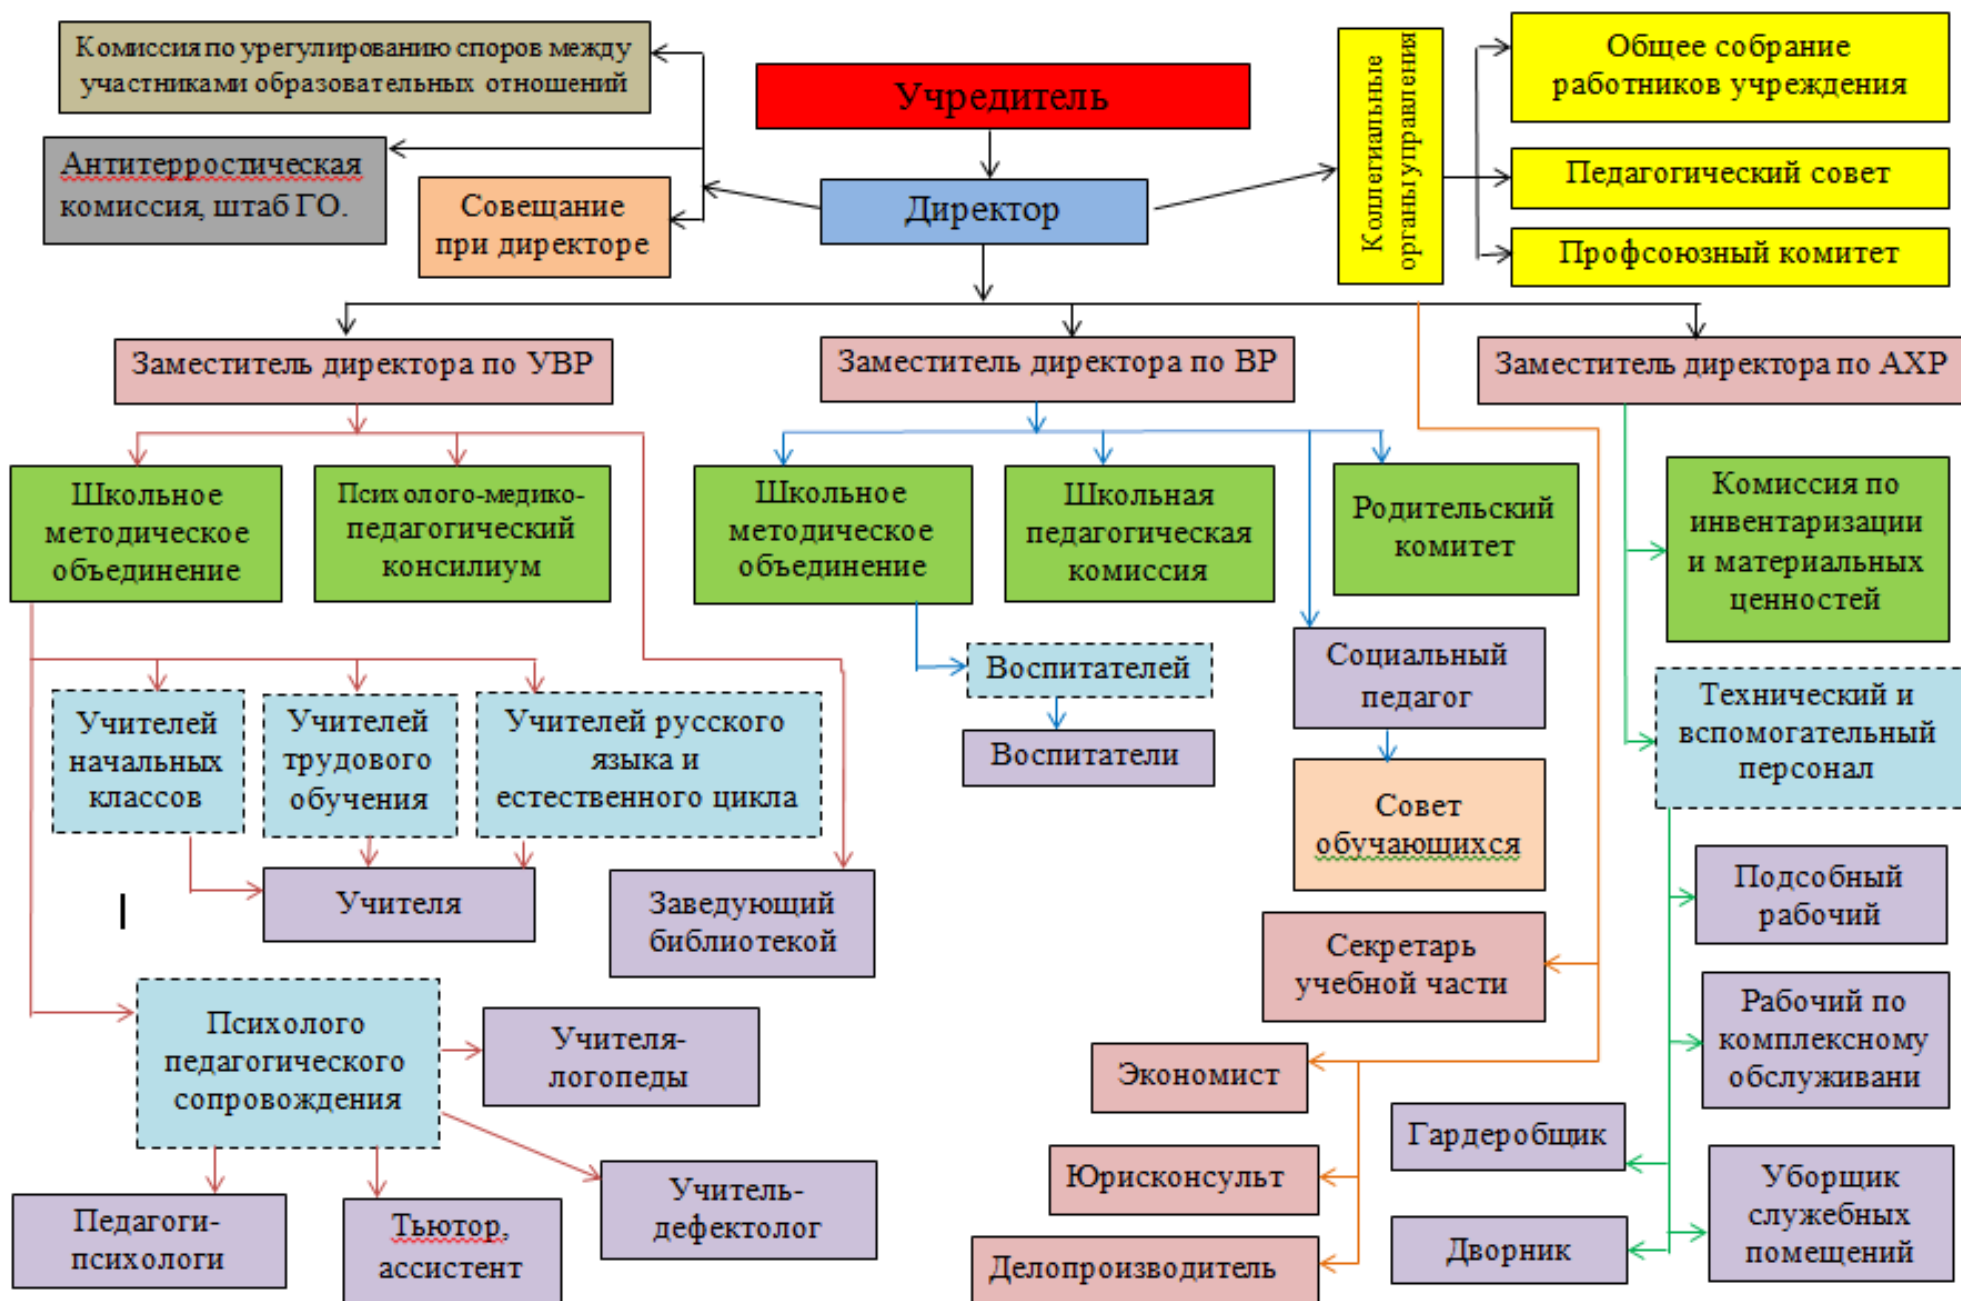 Комиссия по урегулированию споров между
участниками образовательных отношений
Учредитель
Коллегиальные
органы управления
Общее собрание
работников учреждения
Антитерростическая
комиссия, штаб ГО.
Совещание
при директоре
Директор
Педагогический совет
Профсоюзный комитет
Заместитель директора по УВР
Заместитель директора по ВР
Заместитель директора по АХР
Школьное
методическое
объединение
Психолого-медико-
педагогический
консилиум
Школьное
методическое
объединение
Школьная
педагогическая
комиссия
Родительский
комитет
Комиссия по
инвентаризации
и материальных
ценностей
Воспитателей
Социальный
педагог
Учителей
начальных
классов
Учителей
трудового
обучения
Учителей русского
языка и
естественного цикла
Воспитатели
Технический и
вспомогательный
персонал
Совет
обучающихся
Учителя
Заведующий
библиотекой
Подсобный
рабочий
Секретарь
учебной части
Психолого
педагогического
сопровождения
Учителя-
логопеды
Экономист
Рабочий по
комплексному
обслуживани
Гардеробщик
Юрисконсульт
Уборщик
служебных
помещений
Педагоги-
психологи
Тьютор,
ассистент
Учитель-
дефектолог
Делопроизводитель
Дворник